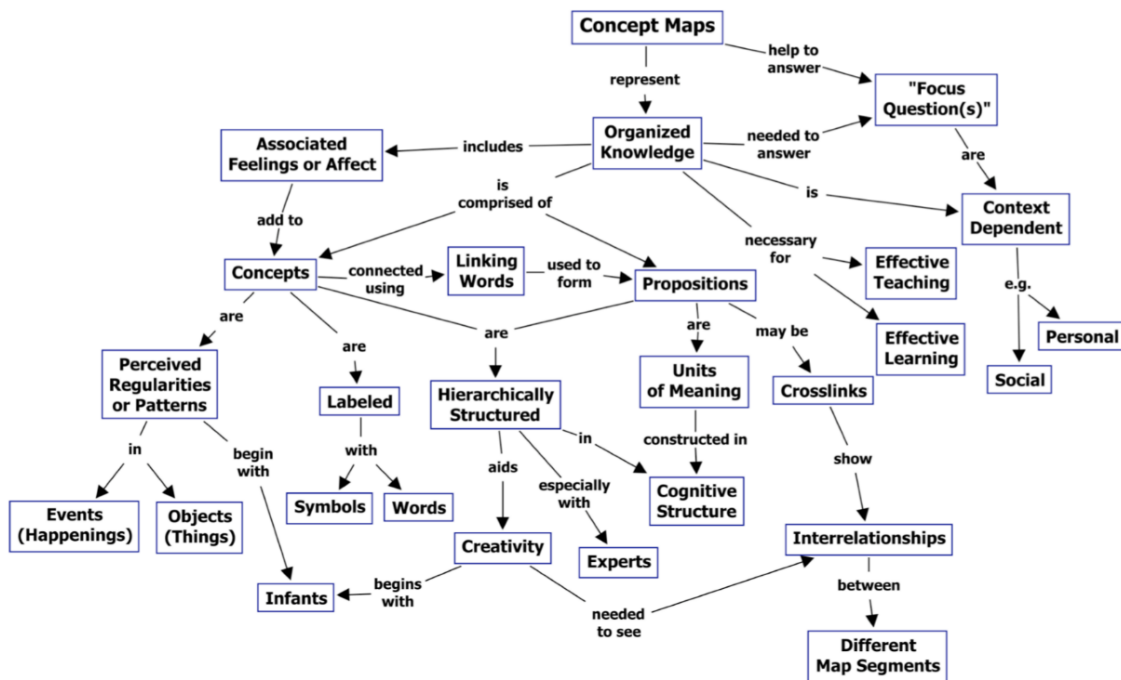 Concept Maps
help to
answer
represent
"Focus
Question(s)"
Associated
Feelings or Affect
includes
Organized
Knowledge
needed to
answer
are
is
comprised of
is
Context
Dependent
add to
necessary
for
Concepts
connected
using
Linking
Words
used to
form
Propositions
Effective
Teaching
e.g.
are
are
are
are
may be
Effective
Learning
Personal
Perceived
Regularities
or Patterns
Labeled
Hierarchically
Structured
Units
of Meaning
Crosslinks
Social
in
begin
with
with
aids
in
especially
with
constructed in
show
Events
(Happenings)
Objects
(Things)
Symbols
Words
Cognitive
Structure
Creativity
Experts
Interrelationships
Infants
begins
with
needed
to see
between
Different
Map Segments